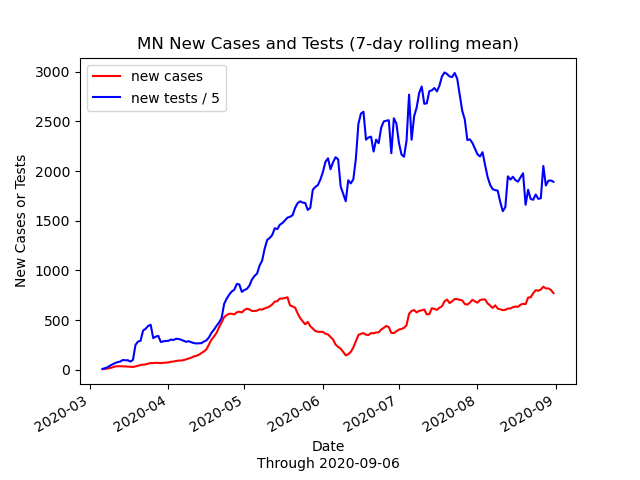 MN New Cases and Tests (7-day rolling mean)
new cases
new tests / 5
New Cases or Tests
3000
2500
2000
1500
1000
500
0
2020-03
2020-04
2020-05
2020-06
2020-07
2020-08
2020-09
Date
Through 2020-09-06